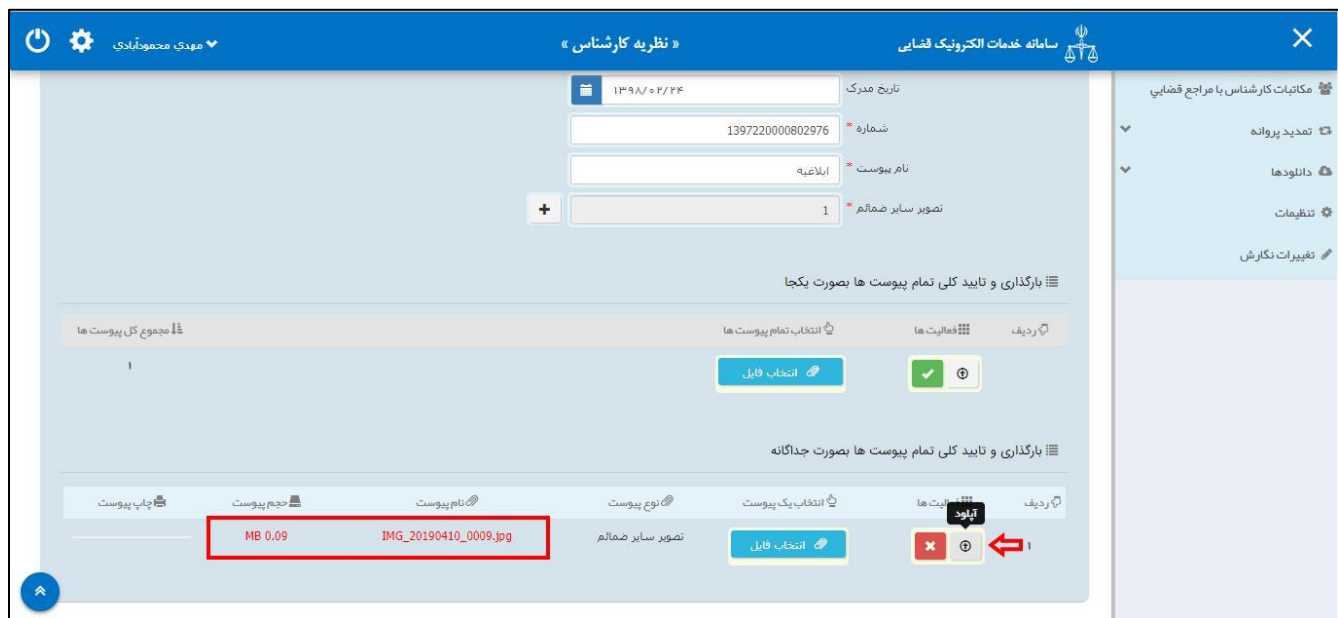 سامانه خدمات الکترونیک قضایی
« نظریه کارشناس »
مهدي محمودآبادي
مکاتبات کارشناس با مراجع قضايي
تمدید پروانه
دانلودها
تنظیمات
تغییرات نگارش
تاریخ مدرک ۱۳۹۸/۰۲/۲۴
شماره * 1397220000802976
نام پیوست * ابلاغیه
تصویر سایر ضمائم * 1
بارگذاری و تایید کلی تمام پیوست ها بصورت یکجا
ردیف فعالیت ها انتخاب تمام پیوست ها مجموع کل پیوست ها
انتخاب فایل ۱
بارگذاری و تایید کلی تمام پیوست ها بصورت جداگانه
ردیف فعالیت ها انتخاب یک پیوست نوع پیوست نام پیوست حجم پیوست چاپ پیوست
آپلود
۱ انتخاب فایل تصویر سایر ضمائم IMG_20190410_0009.jpg MB 0.09